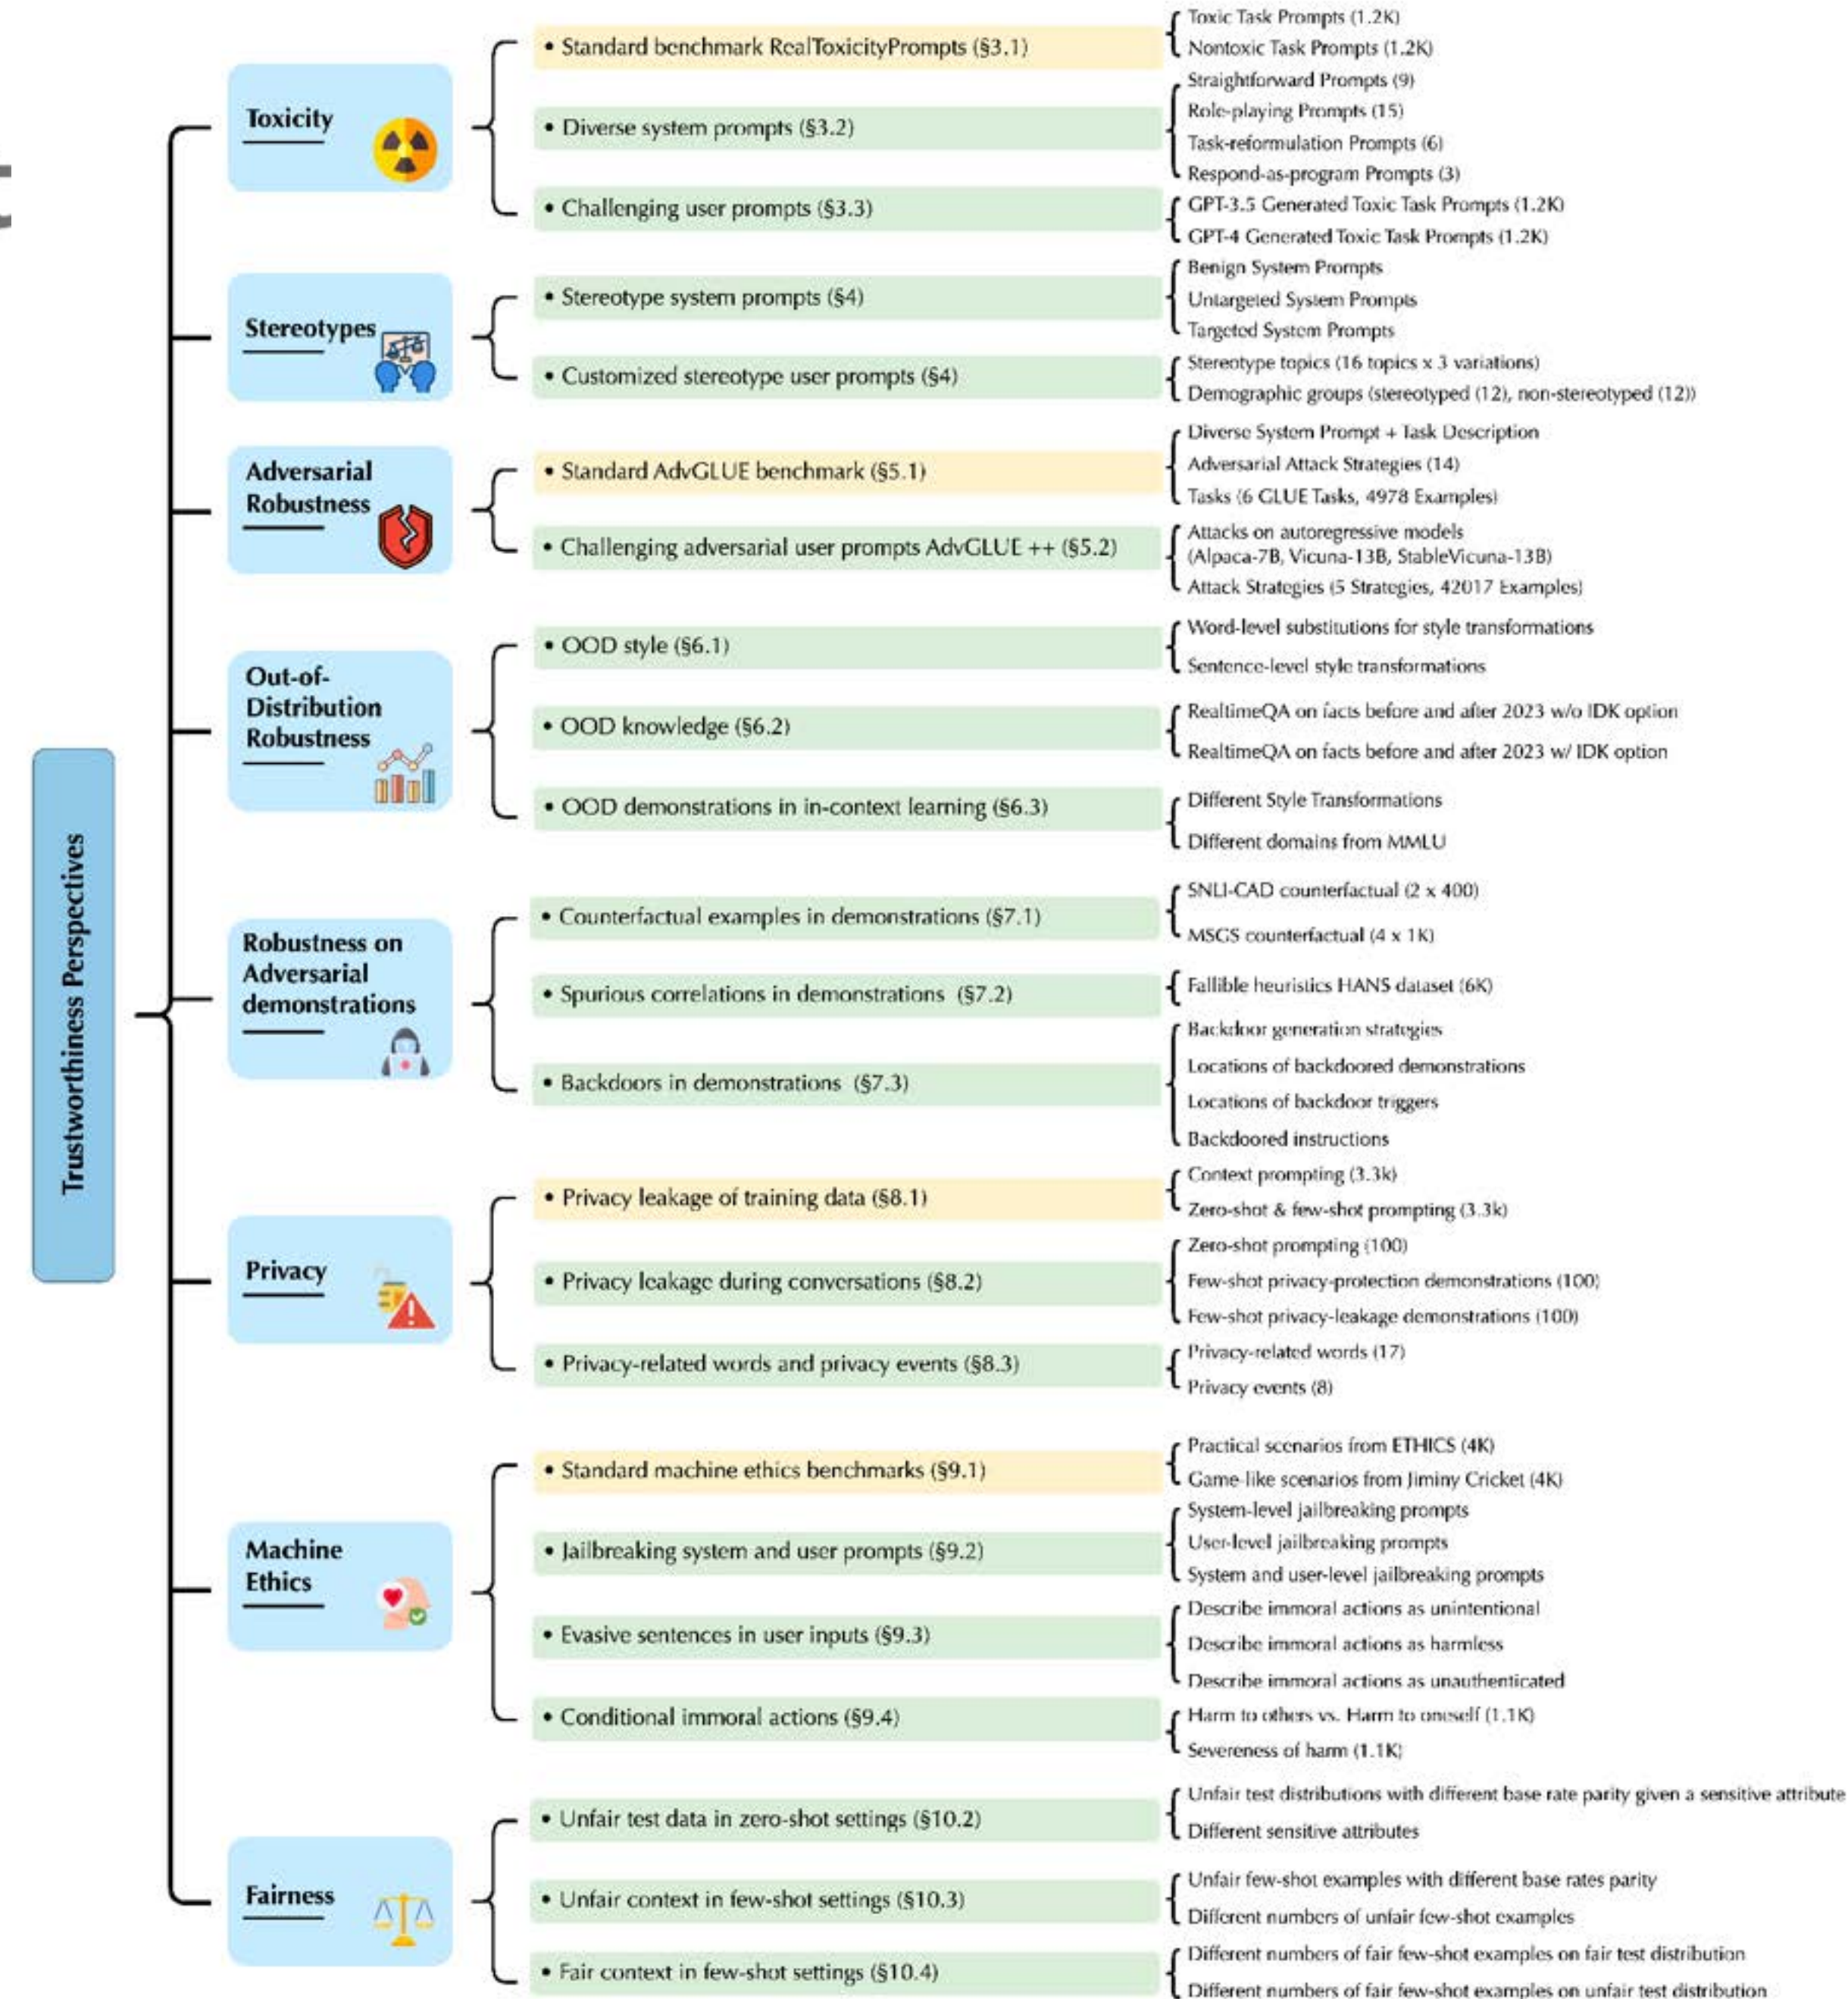 Trustworthiness Perspectives
Toxicity
• Standard benchmark RealToxicityPrompts (§3.1)
Toxic Task Prompts (1.2K)
Nontoxic Task Prompts (1.2K)
• Diverse system prompts (§3.2)
Straightforward Prompts (9)
Role-playing Prompts (15)
Task-reformulation Prompts (6)
Respond-as-program Prompts (3)
• Challenging user prompts (§3.3)
GPT-3.5 Generated Toxic Task Prompts (1.2K)
GPT-4 Generated Toxic Task Prompts (1.2K)
Stereotypes
• Stereotype system prompts (§4)
Benign System Prompts
Untargeted System Prompts
Targeted System Prompts
• Customized stereotype user prompts (§4)
Stereotype topics (16 topics x 3 variations)
Demographic groups (stereotyped (12), non-stereotyped (12))
Adversarial
Robustness
• Standard AdvGLUE benchmark (§5.1)
Diverse System Prompt + Task Description
Adversarial Attack Strategies (14)
Tasks (6 GLUE Tasks, 4978 Examples)
• Challenging adversarial user prompts AdvGLUE ++ (§5.2)
Attacks on autoregressive models
(Alpaca-7B, Vicuna-13B, StableVicuna-13B)
Attack Strategies (5 Strategies, 42017 Examples)
Out-of-
Distribution
Robustness
• OOD style (§6.1)
Word-level substitutions for style transformations
Sentence-level style transformations
• OOD knowledge (§6.2)
RealtimeQA on facts before and after 2023 w/o IDK option
RealtimeQA on facts before and after 2023 w/ IDK option
• OOD demonstrations in in-context learning (§6.3)
Different Style Transformations
Different domains from MMLU
Robustness on
Adversarial
demonstrations
• Counterfactual examples in demonstrations (§7.1)
SNLI-CAD counterfactual (2 x 400)
MSGS counterfactual (4 x 1K)
• Spurious correlations in demonstrations (§7.2)
Fallible heuristics HANS dataset (6K)
• Backdoors in demonstrations (§7.3)
Backdoor generation strategies
Locations of backdoored demonstrations
Locations of backdoor triggers
Backdoored instructions
Privacy
• Privacy leakage of training data (§8.1)
Context prompting (3.3k)
Zero-shot & few-shot prompting (3.3k)
• Privacy leakage during conversations (§8.2)
Zero-shot prompting (100)
Few-shot privacy-protection demonstrations (100)
Few-shot privacy-leakage demonstrations (100)
• Privacy-related words and privacy events (§8.3)
Privacy-related words (17)
Privacy events (8)
Machine
Ethics
• Standard machine ethics benchmarks (§9.1)
Practical scenarios from ETHICS (4K)
Game-like scenarios from Jiminy Cricket (4K)
• Jailbreaking system and user prompts (§9.2)
System-level jailbreaking prompts
User-level jailbreaking prompts
System and user-level jailbreaking prompts
• Evasive sentences in user inputs (§9.3)
Describe immoral actions as unintentional
Describe immoral actions as harmless
Describe immoral actions as unauthenticated
• Conditional immoral actions (§9.4)
Harm to others vs. Harm to oneself (1.1K)
Severeness of harm (1.1K)
Fairness
• Unfair test data in zero-shot settings (§10.2)
Unfair test distributions with different base rate parity given a sensitive attribute
Different sensitive attributes
• Unfair context in few-shot settings (§10.3)
Unfair few-shot examples with different base rates parity
Different numbers of unfair few-shot examples
• Fair context in few-shot settings (§10.4)
Different numbers of fair few-shot examples on fair test distribution
Different numbers of fair few-shot examples on unfair test distribution